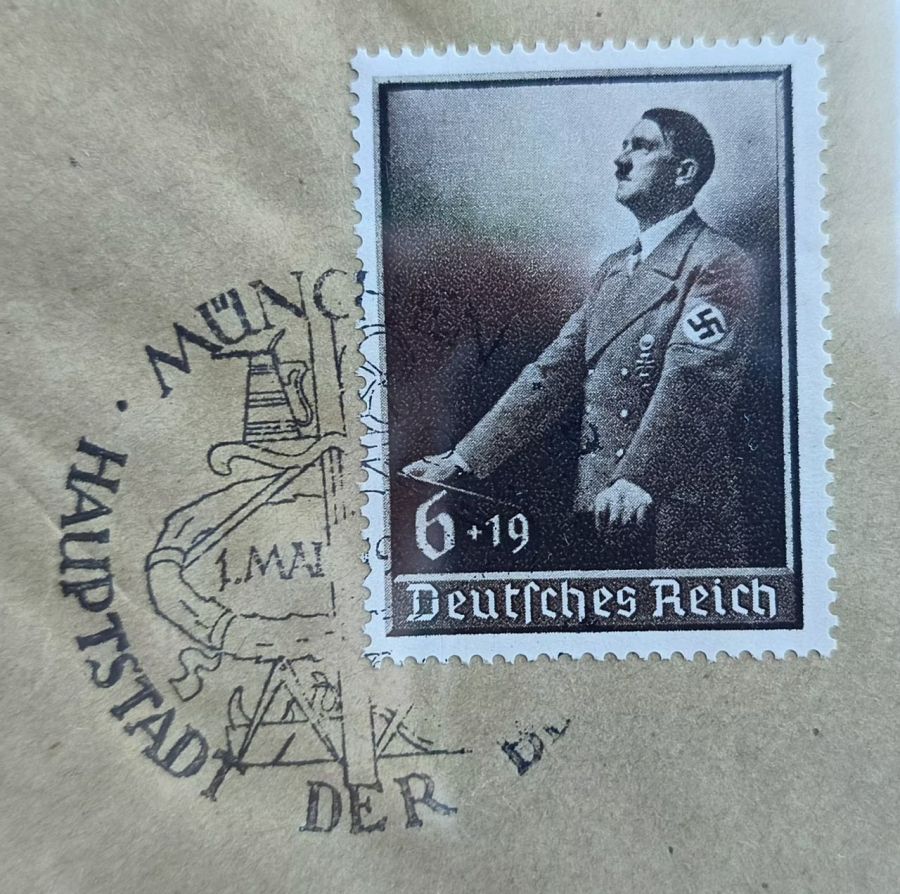 6 +19
Deutſches Reich
MÜNC
· HAUPTSTADT
DER
1. MAI